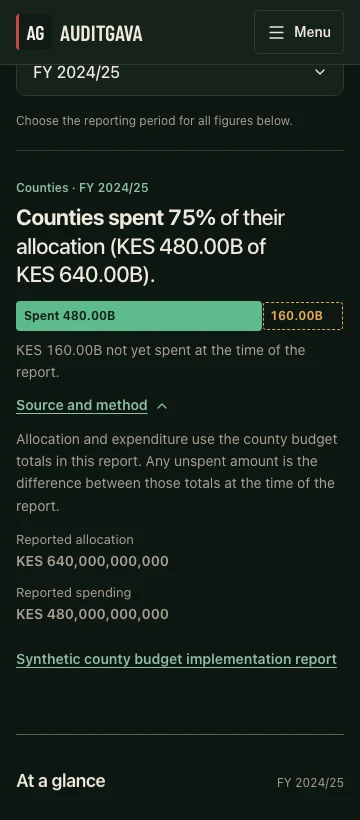 AG AUDITGAVA
Menu
FY 2024/25
Choose the reporting period for all figures below.
Counties · FY 2024/25
Counties spent 75% of their
allocation (KES 480.00B of
KES 640.00B).
Spent 480.00B
160.00B
KES 160.00B not yet spent at the time of the
report.
Source and method
Allocation and expenditure use the county budget
totals in this report. Any unspent amount is the
difference between those totals at the time of the
report.
Reported allocation
KES 640,000,000,000
Reported spending
KES 480,000,000,000
Synthetic county budget implementation report
At a glance
FY 2024/25